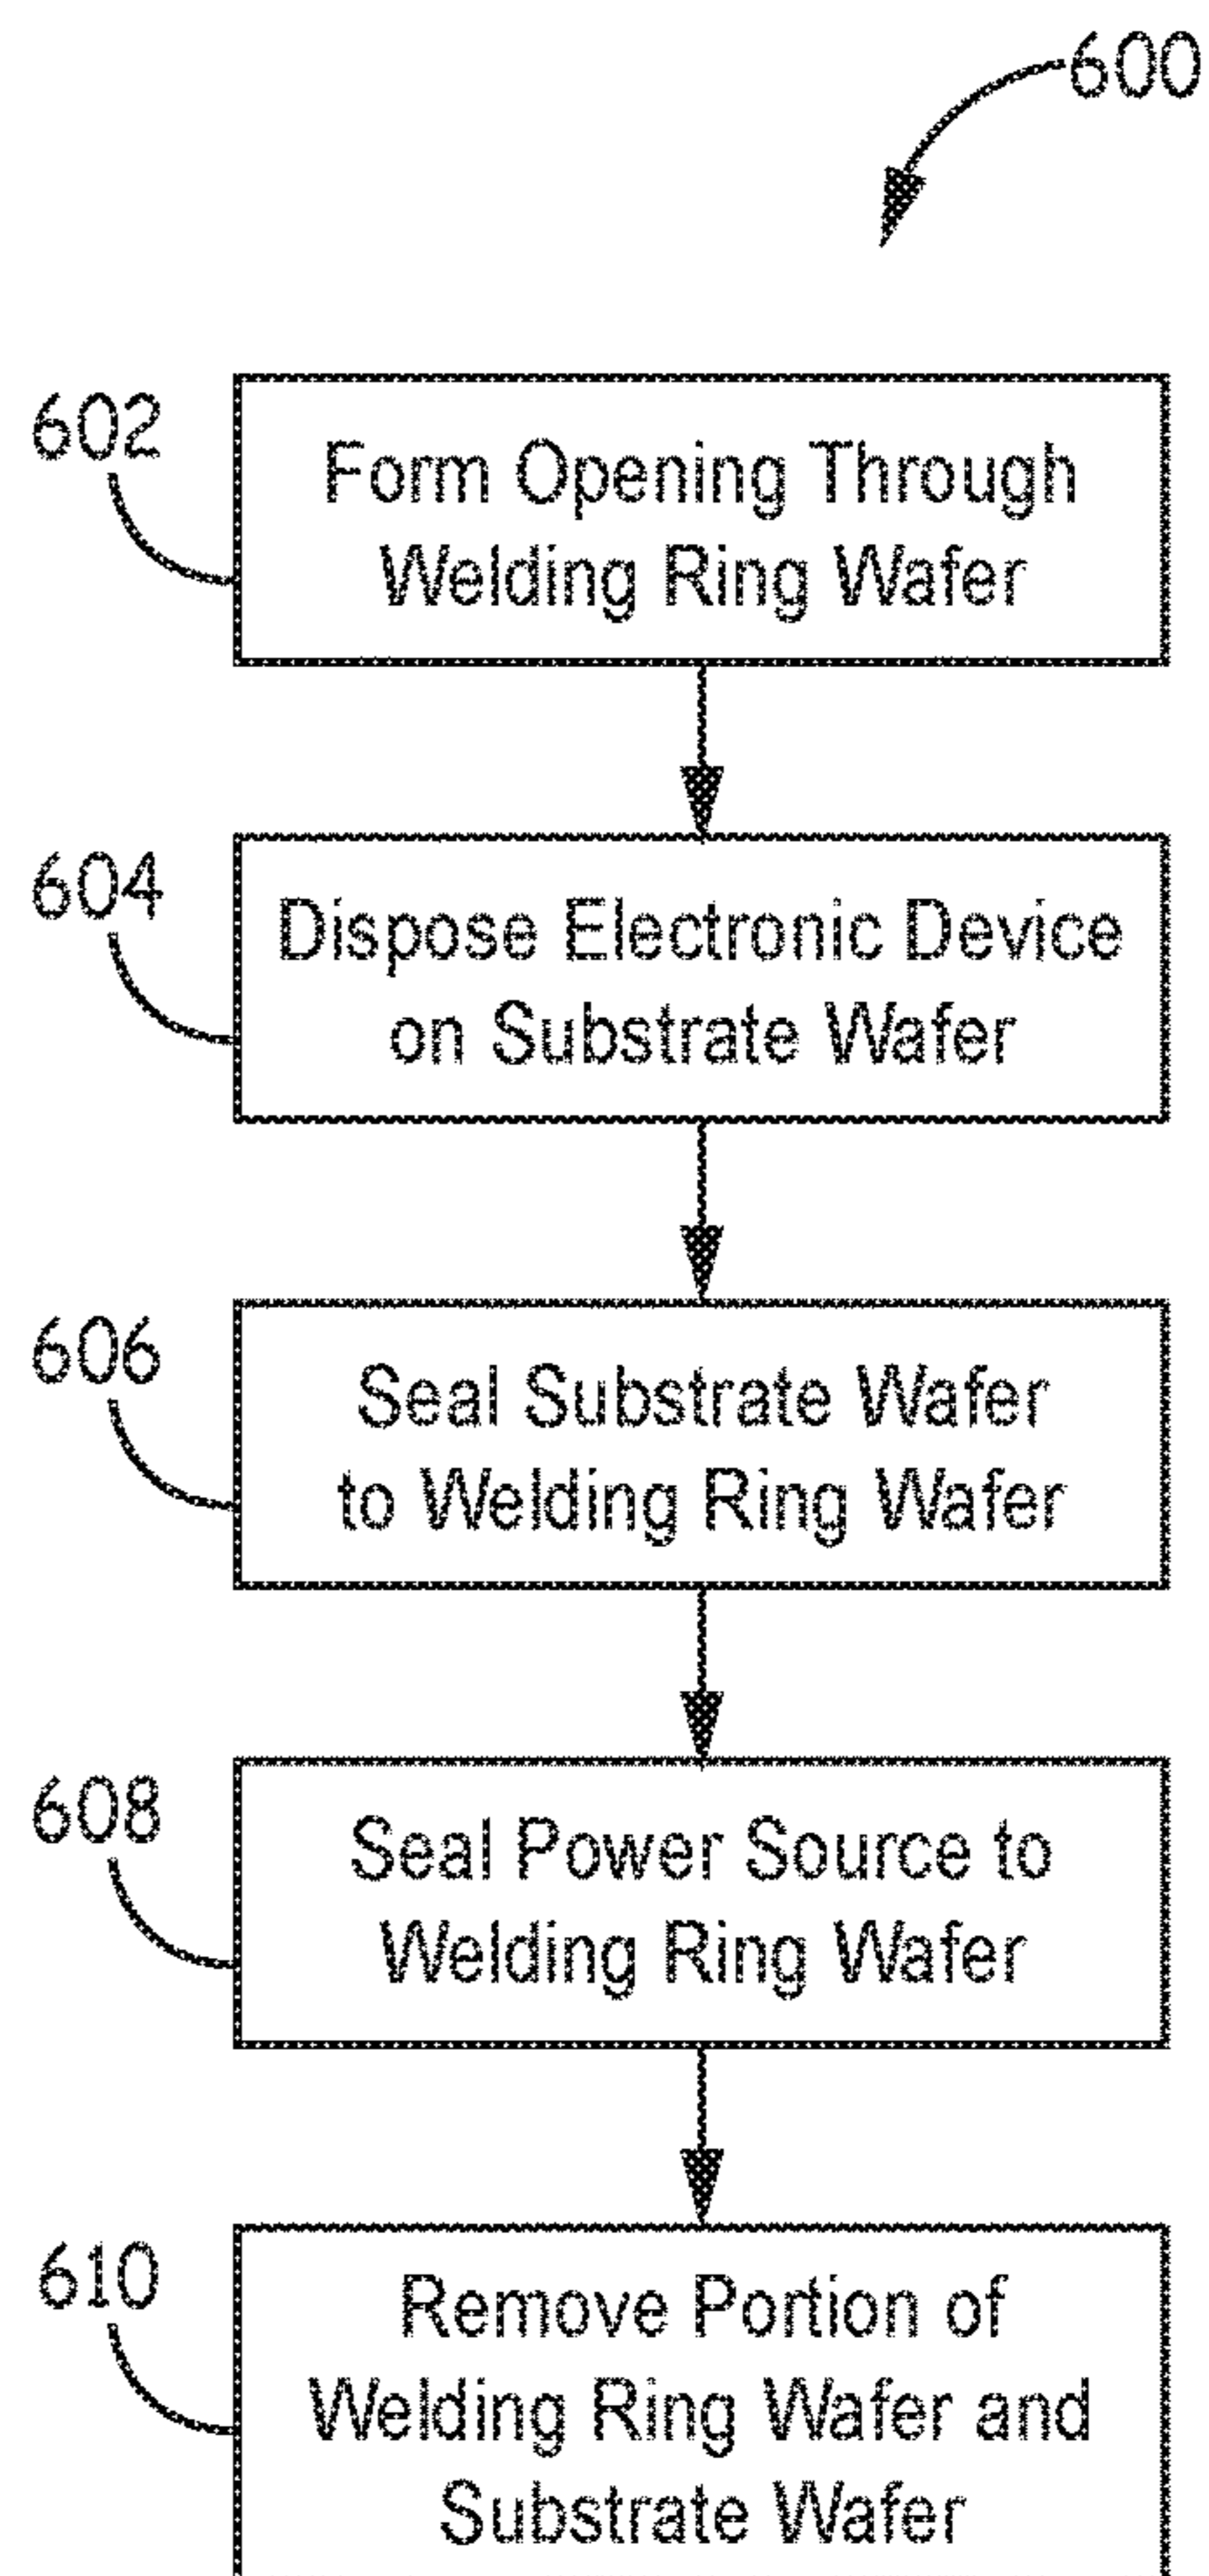 600
602
Form Opening Through
Welding Ring Wafer
604
Dispose Electronic Device
on Substrate Wafer
606
Seal Substrate Wafer
to Welding Ring Wafer
608
Seal Power Source to
Welding Ring Wafer
610
Remove Portion of
Welding Ring Wafer and
Substrate Wafer